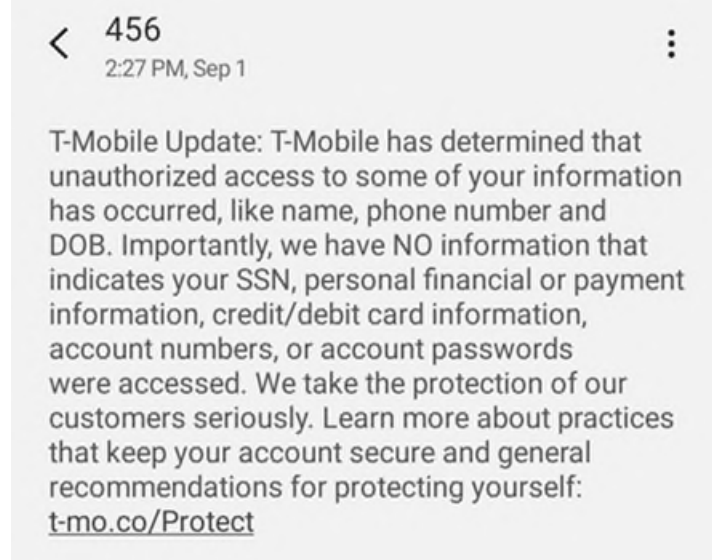 456
2:27 PM, Sep 1
T-Mobile Update: T-Mobile has determined that
unauthorized access to some of your information
has occurred, like name, phone number and
DOB. Importantly, we have NO information that
indicates your SSN, personal financial or payment
information, credit/debit card information,
account numbers, or account passwords
were accessed. We take the protection of our
customers seriously. Learn more about practices
that keep your account secure and general
recommendations for protecting yourself:
t-mo.co/Protect